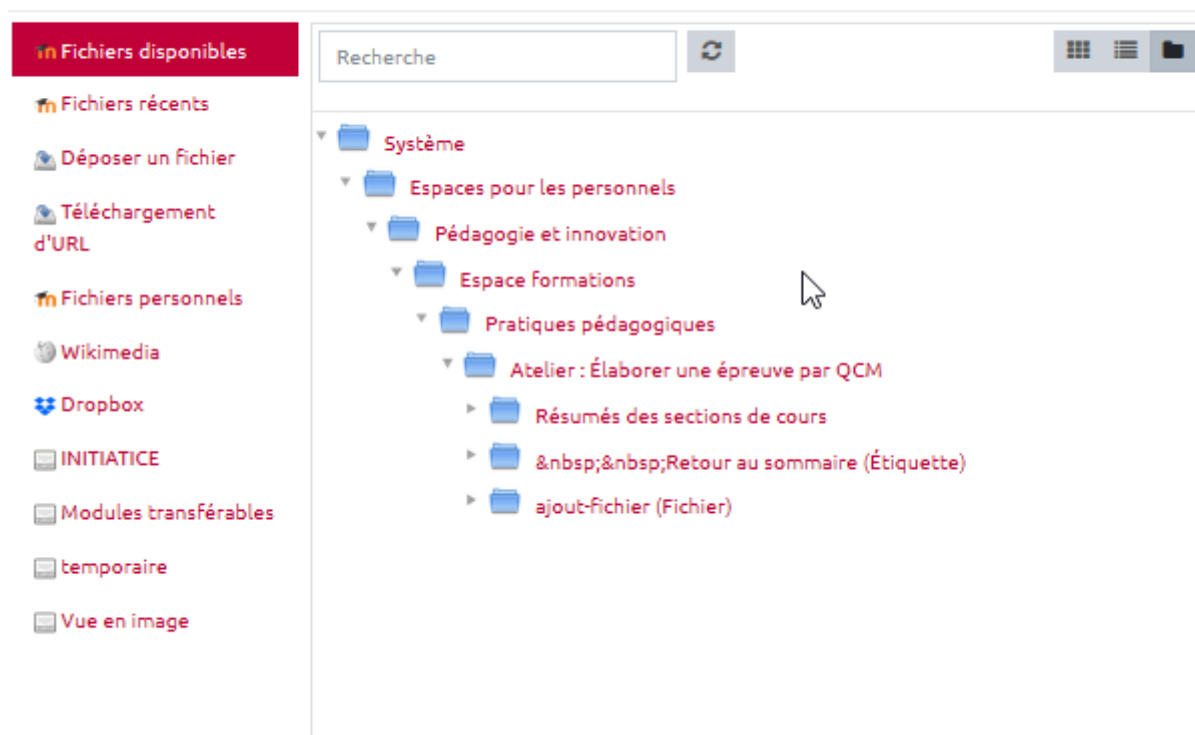 Fichiers disponibles
Fichiers récents
Déposer un fichier
Téléchargement
d'URL
Fichiers personnels
Wikimedia
Dropbox
INITIATICE
Modules transférables
temporaire
Vue en image
Recherche
Système
Espaces pour les personnels
Pédagogie et innovation
Espace formations
Pratiques pédagogiques
Atelier : Élaborer une épreuve par QCM
Résumés des sections de cours
&nbsp;&nbsp;Retour au sommaire (Étiquette)
ajout-fichier (Fichier)